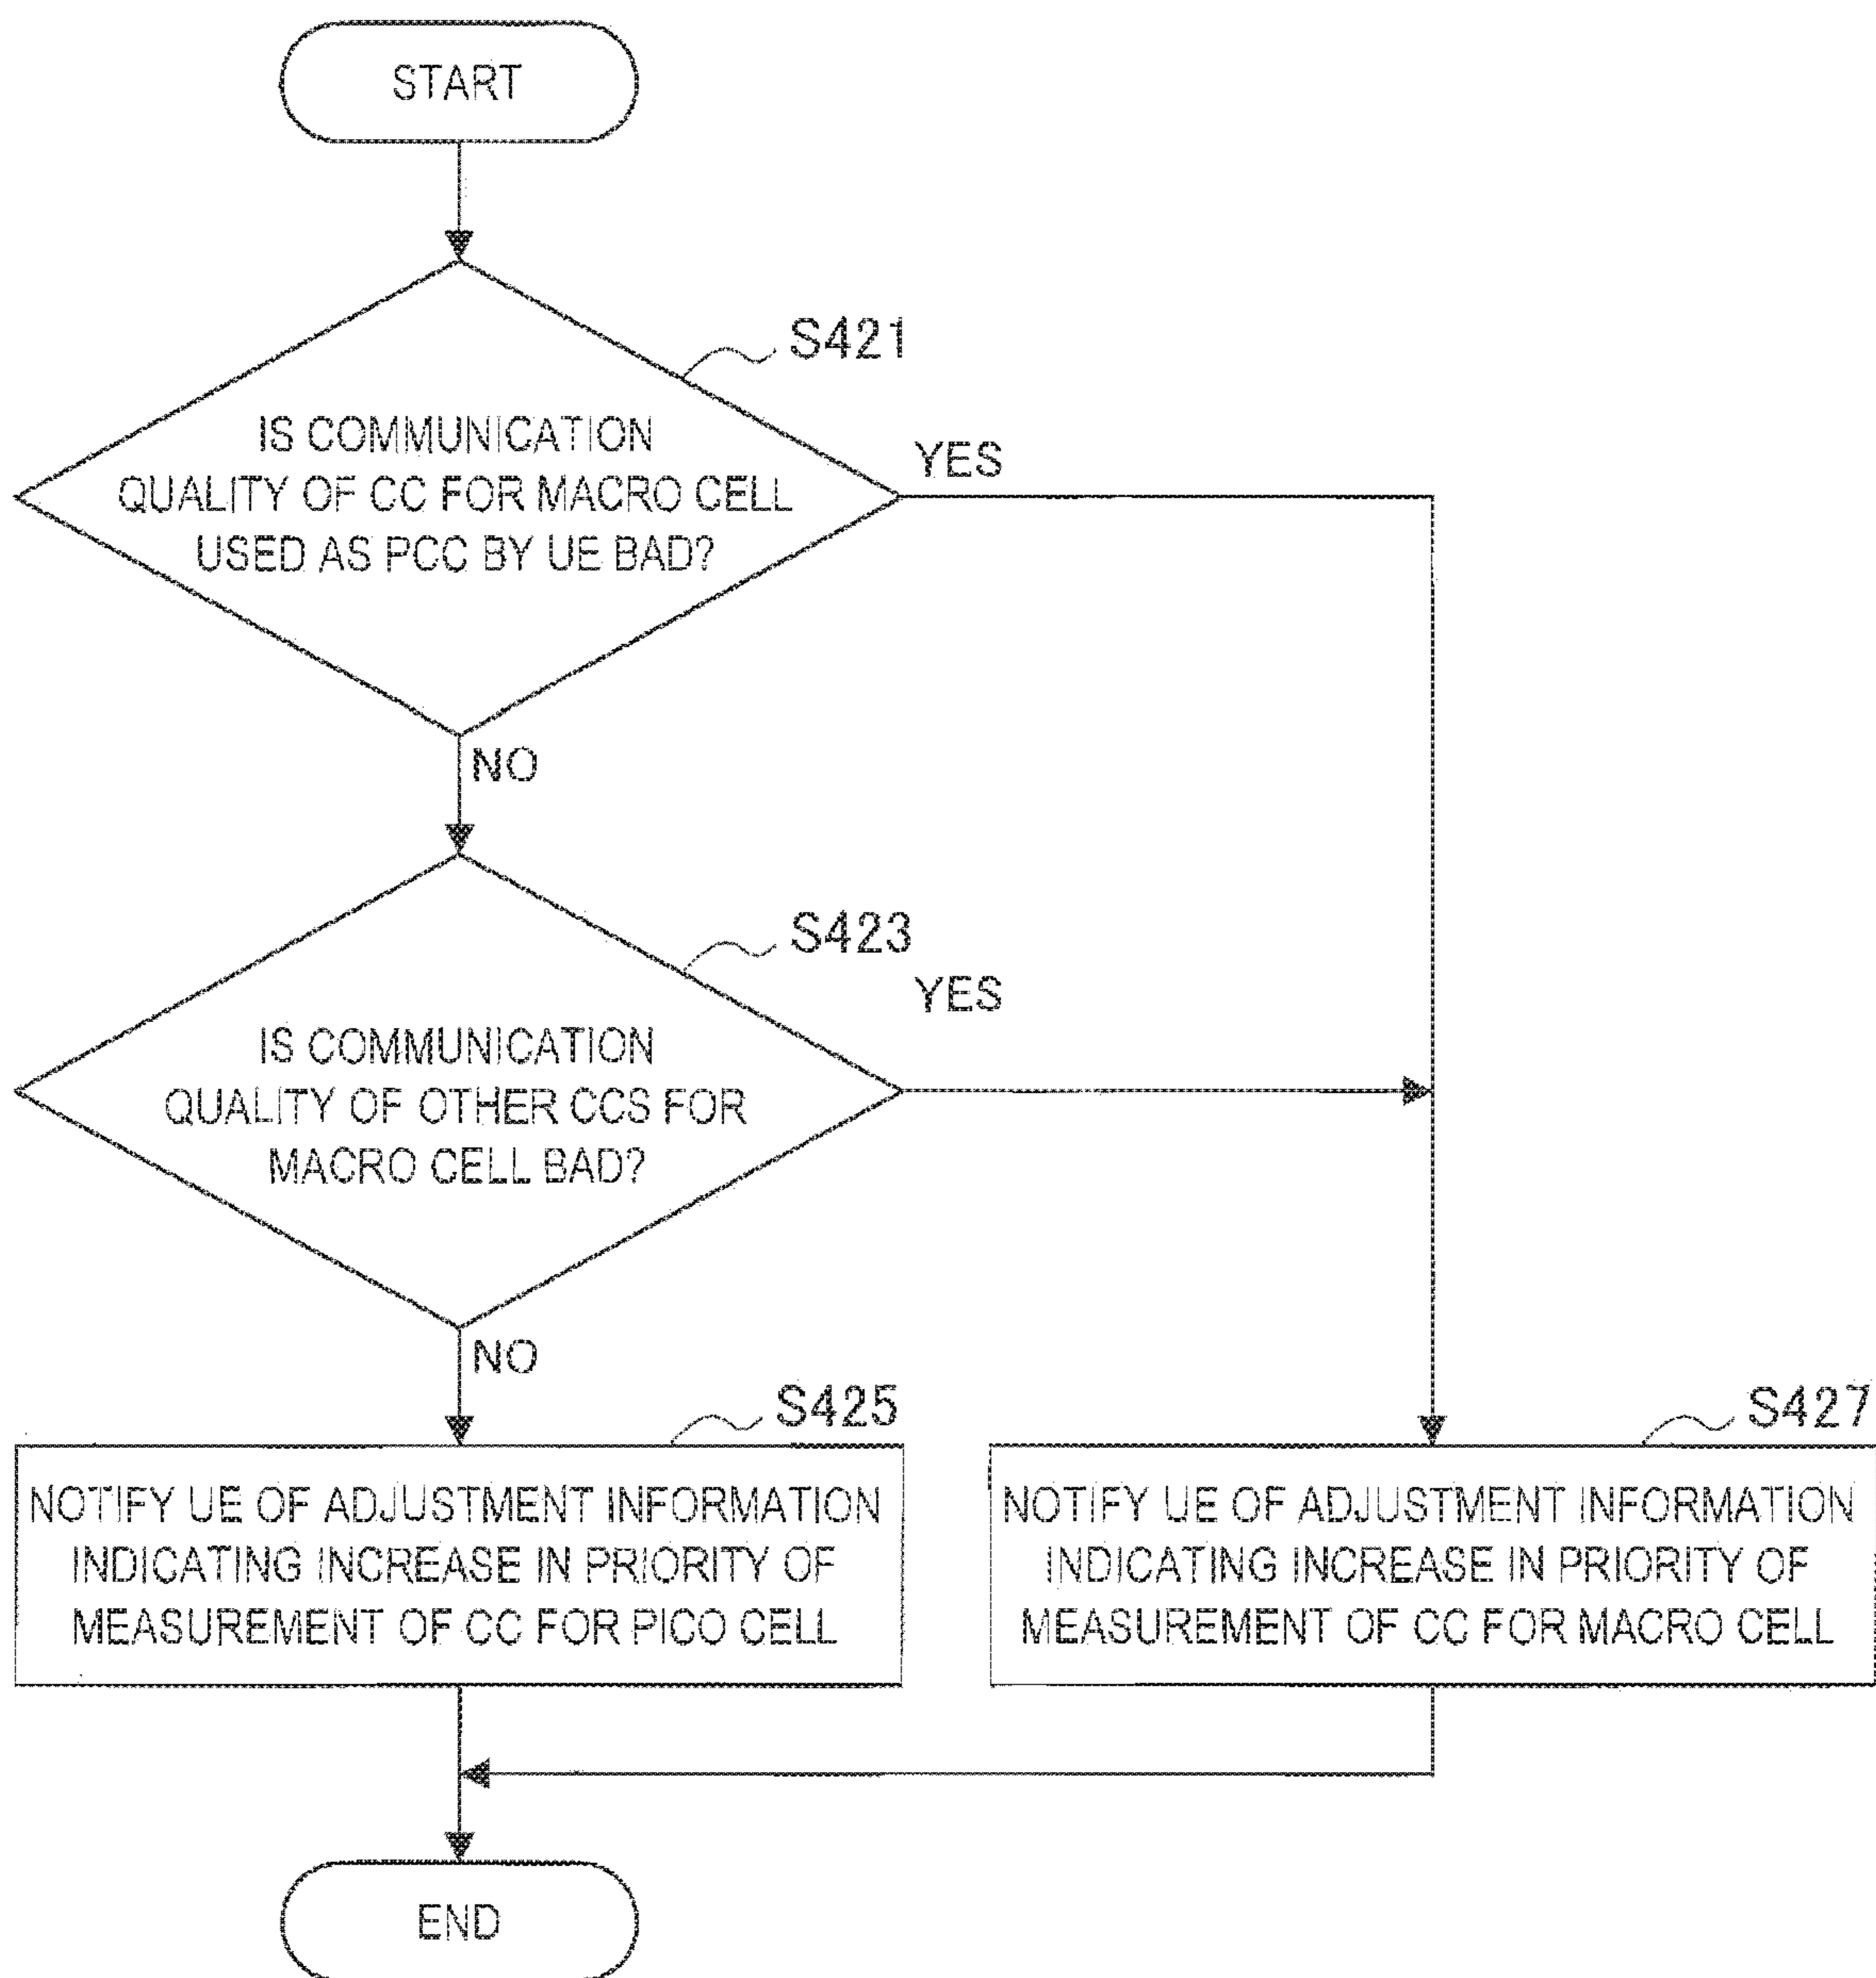 START
S421
IS COMMUNICATION
QUALITY OF CC FOR MACRO CELL
USED AS PCC BY UE BAD?
YES
NO
S423
YES
IS COMMUNICATION
QUALITY OF OTHER CCS FOR
MACRO CELL BAD?
NO
S425
NOTIFY UE OF ADJUSTMENT INFORMATION
INDICATING INCREASE IN PRIORITY OF
MEASUREMENT OF CC FOR PICO CELL
S427
NOTIFY UE OF ADJUSTMENT INFORMATION
INDICATING INCREASE IN PRIORITY OF
MEASUREMENT OF CC FOR MACRO CELL
END